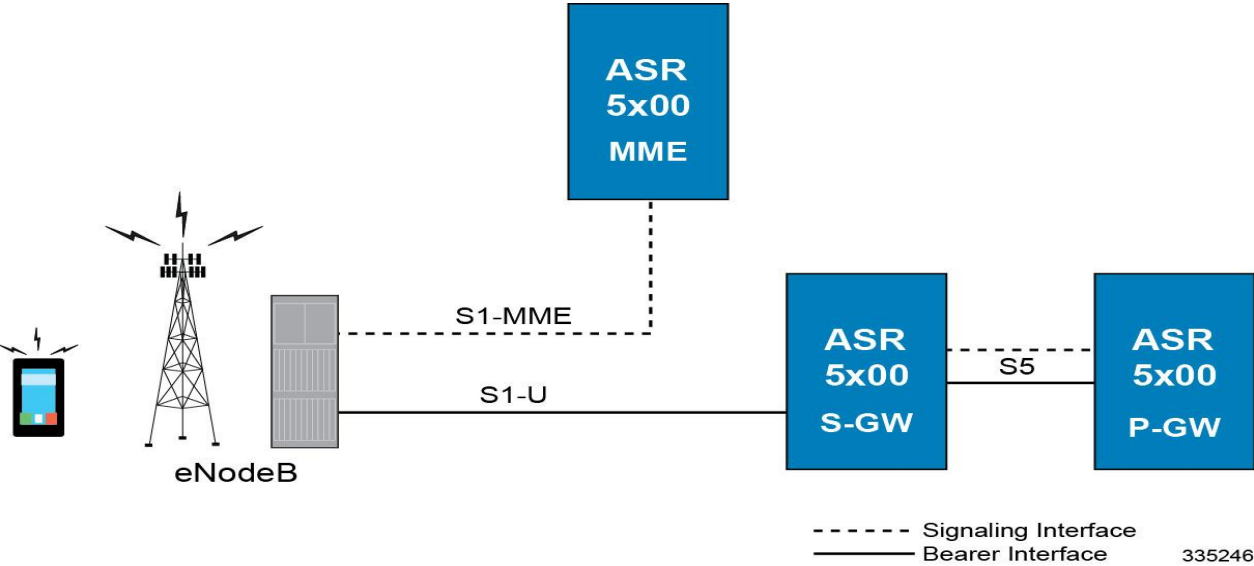 ASR
5x00
MME
S1-MME
S1-U
eNodeB
ASR
5x00
S-GW
S5
ASR
5x00
P-GW
Signaling Interface
Bearer Interface
335246